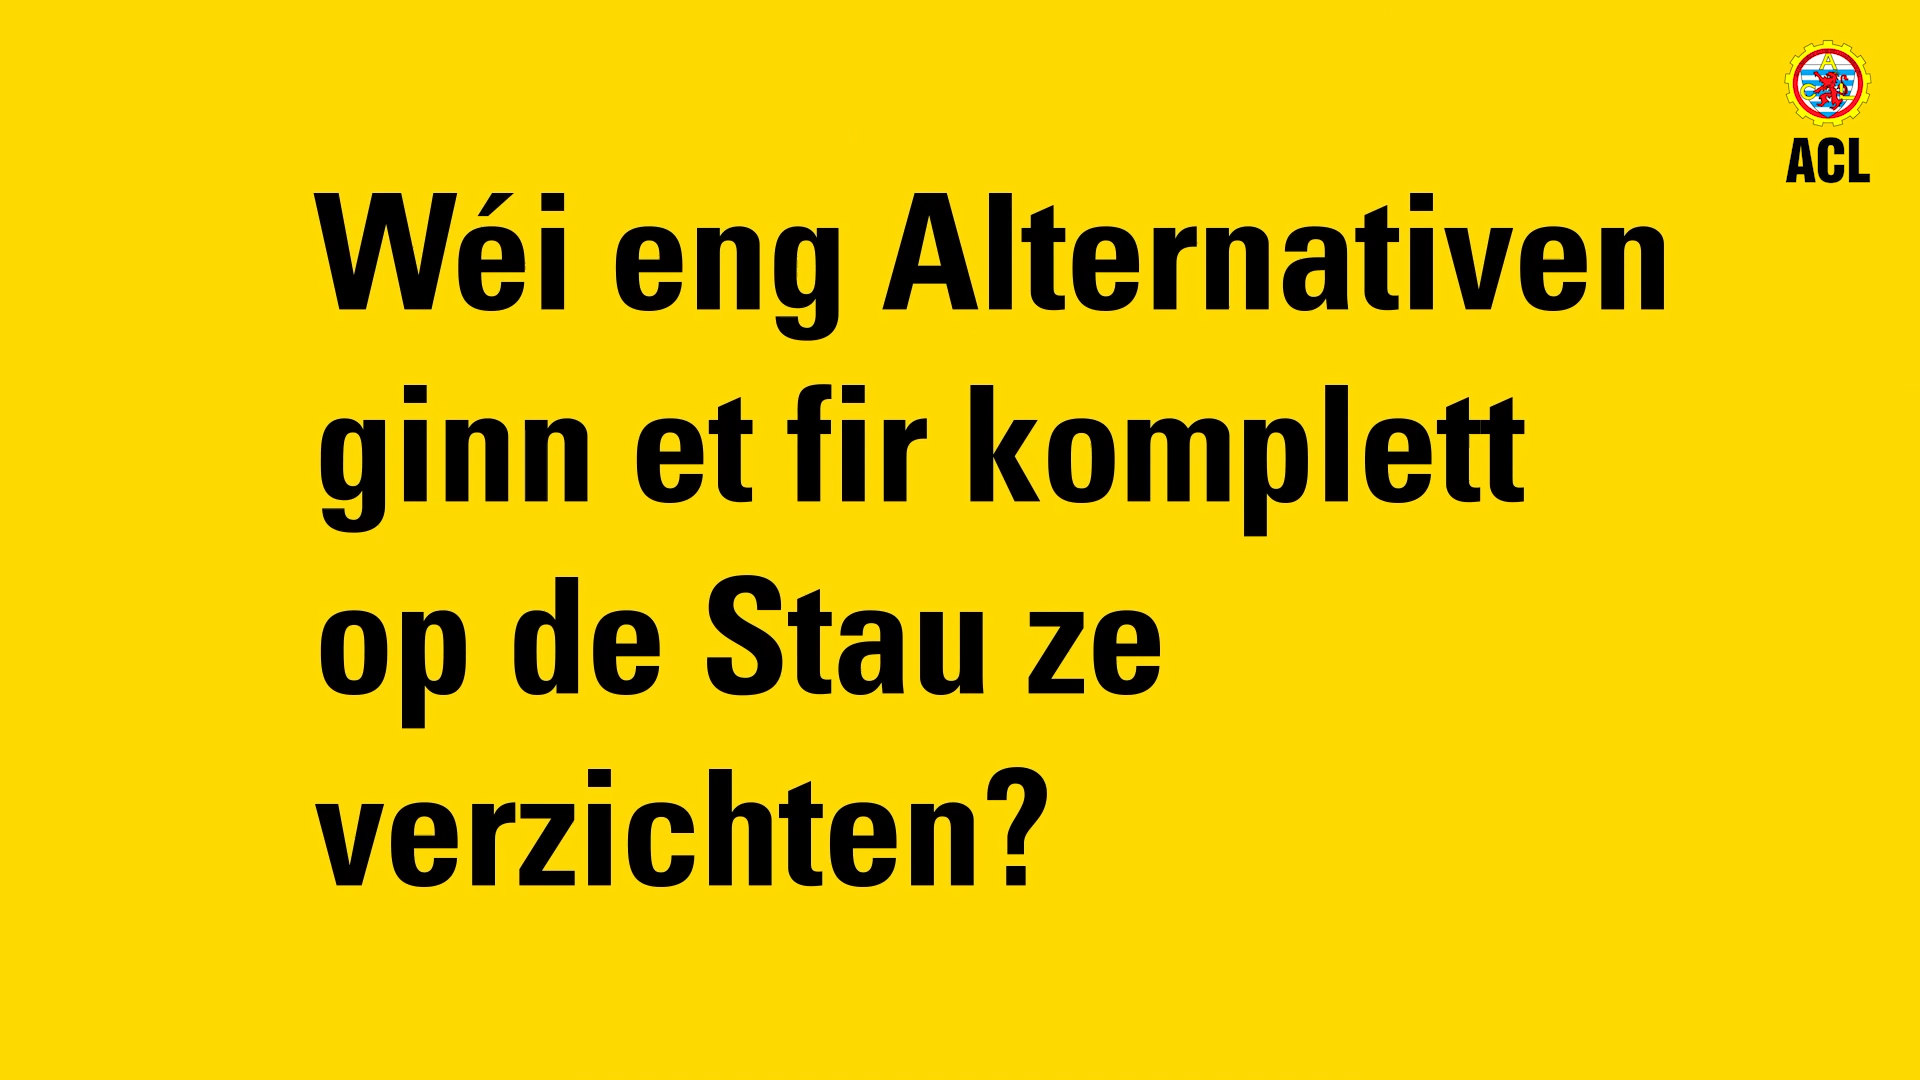 ACL
Wéi eng Alternativen
ginn et fir komplett
op de Stau ze
verzichten?